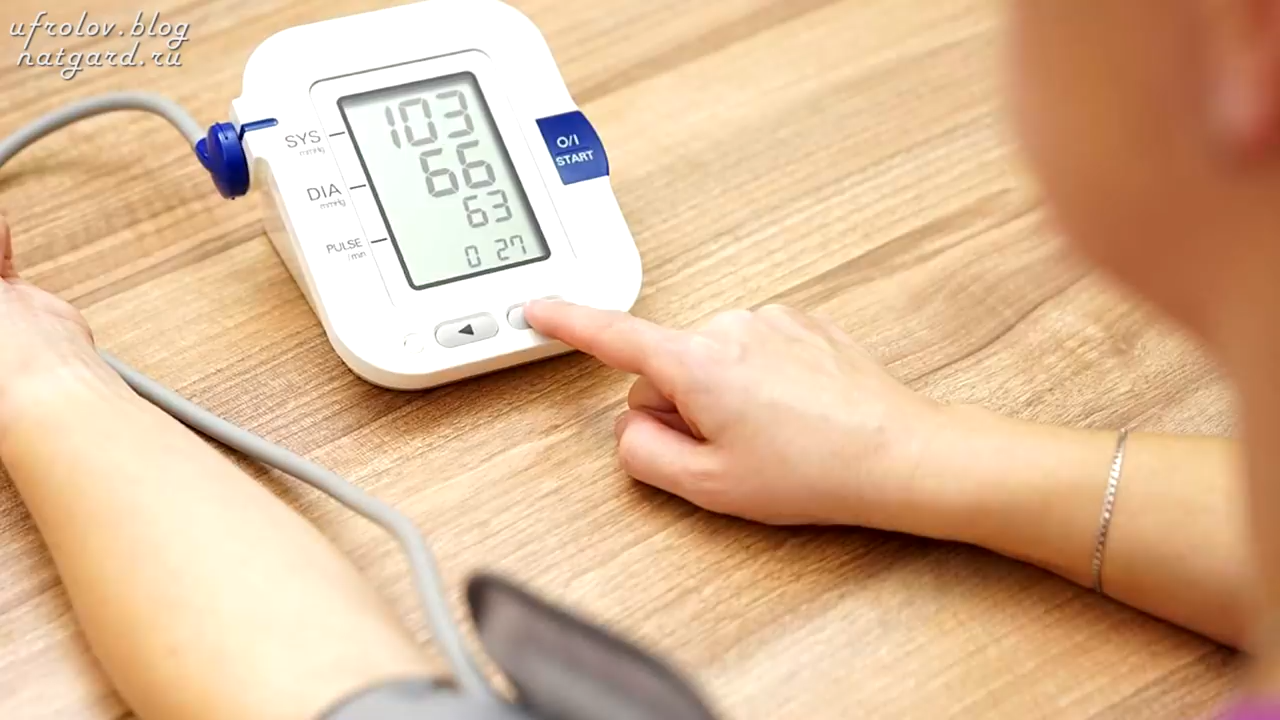 ufrolov.blog
natgard.ru
103
SYS
mmHg
66
DIA
mmHg
63
PULSE
/min
0 27
O/I
START